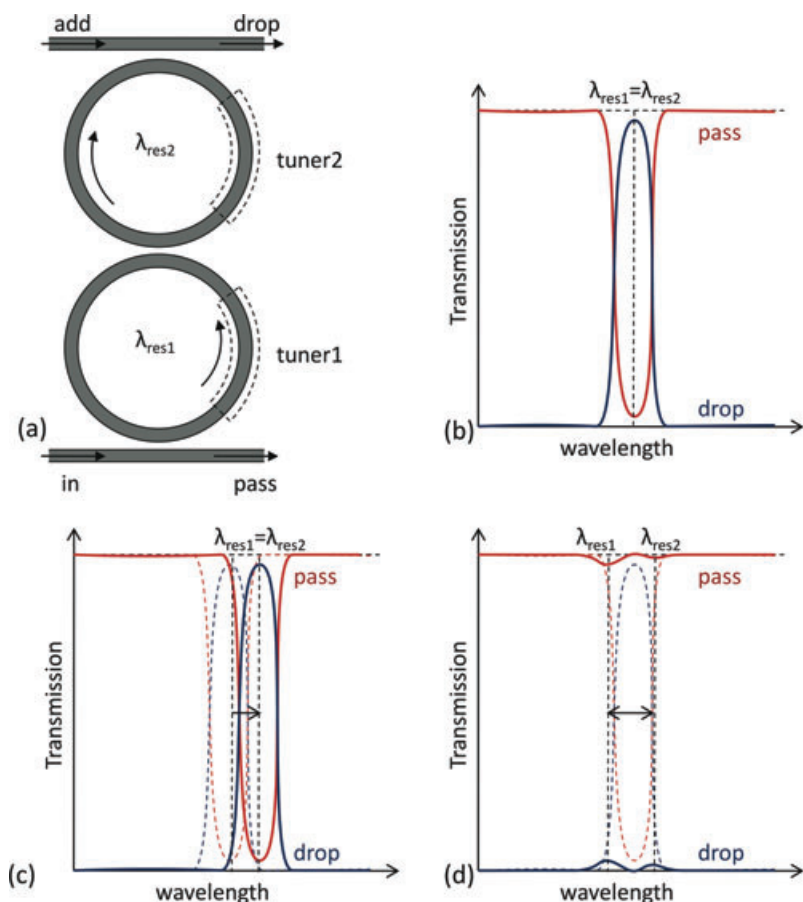 add drop
λres2
tuner2
λres1
tuner1
(a)
in pass
λres1=λres2
pass
Transmission
drop
(b)
wavelength
λres1=λres2
pass
Transmission
drop
(c)
wavelength
λres1 λres2
pass
Transmission
drop
(d)
wavelength